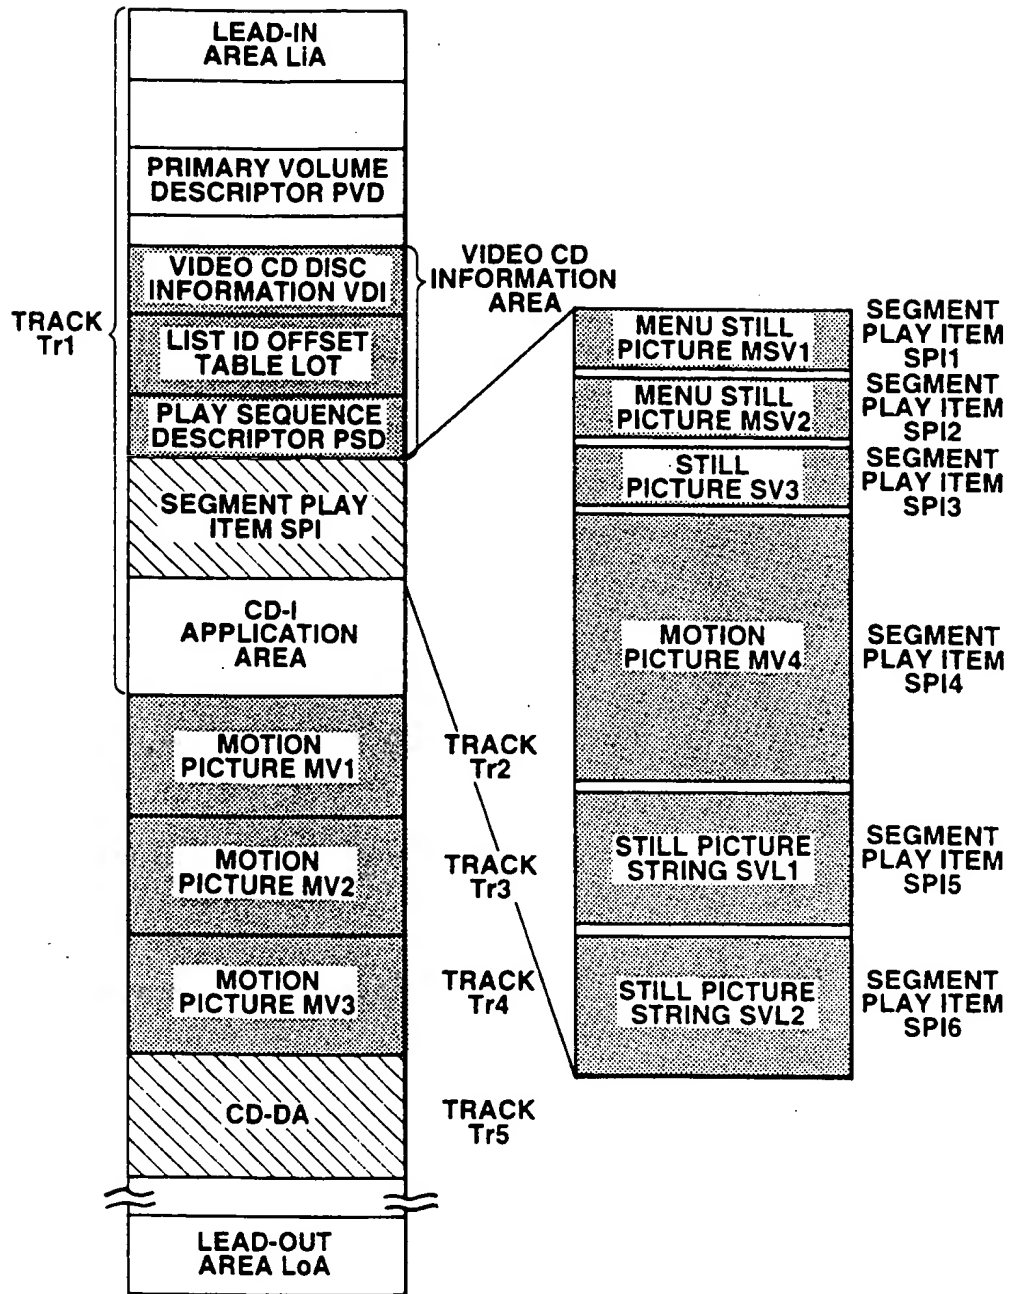 LEAD-IN
AREA LiA
PRIMARY VOLUME
DESCRIPTOR PVD
VIDEO CD DISC
INFORMATION VDI
LIST ID OFFSET
TABLE LOT
PLAY SEQUENCE
DESCRIPTOR PSD
SEGMENT PLAY
ITEM SPI
CD-I
APPLICATION
AREA
MOTION
PICTURE MV1
MOTION
PICTURE MV2
MOTION
PICTURE MV3
CD-DA
LEAD-OUT
AREA LoA
TRACK
Tr1
VIDEO CD
INFORMATION
AREA
TRACK
Tr2
TRACK
Tr3
TRACK
Tr4
TRACK
Tr5
MENU STILL
PICTURE MSV1
SEGMENT
PLAY ITEM
SPI1
MENU STILL
PICTURE MSV2
SEGMENT
PLAY ITEM
SPI2
STILL
PICTURE SV3
SEGMENT
PLAY ITEM
SPI3
MOTION
PICTURE MV4
SEGMENT
PLAY ITEM
SPI4
STILL PICTURE
STRING SVL1
SEGMENT
PLAY ITEM
SPI5
STILL PICTURE
STRING SVL2
SEGMENT
PLAY ITEM
SPI6